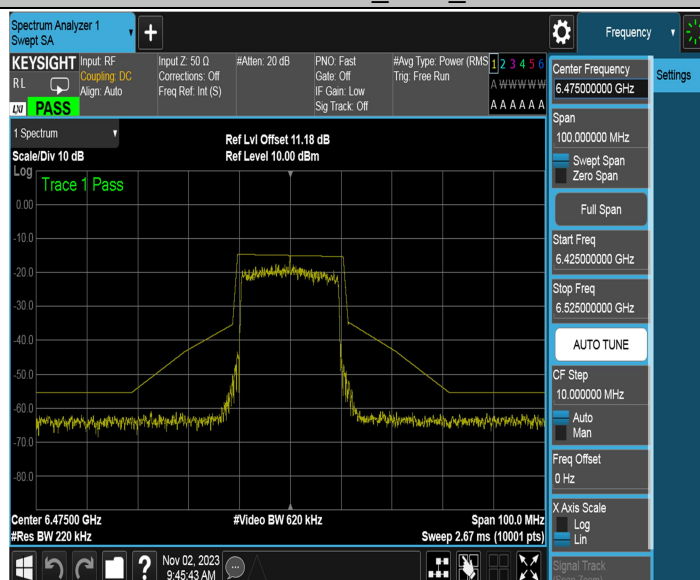 Spectrum Analyzer 1
Swept SA
+
Frequency
KEYSIGHT
Input: RF
Input Z: 50 Ω
#Atten: 20 dB
PNO: Fast
#Avg Type: Power (RMS
1 2 3 4 5 6
RL
Coupling: DC
Corrections: Off
Gate: Off
Trig: Free Run
A W W W W W
Align: Auto
Freq Ref: Int (S)
IF Gain: Low
Sig Track: Off
A A A A A A
LXI
PASS
Center Frequency
6.475000000 GHz
Settings
1 Spectrum
Scale/Div 10 dB
Ref Lvl Offset 11.18 dB
Ref Level 10.00 dBm
Log
Trace 1 Pass
0.00
-10.0
-20.0
-30.0
-40.0
-50.0
-60.0
-70.0
-80.0
Span
100.000000 MHz
Swept Span
Zero Span
Full Span
Start Freq
6.425000000 GHz
Stop Freq
6.525000000 GHz
AUTO TUNE
CF Step
10.000000 MHz
Auto
Man
Freq Offset
0 Hz
X Axis Scale
Log
Lin
Signal Track
Center 6.47500 GHz
#Video BW 620 kHz
Span 100.0 MHz
#Res BW 220 kHz
Sweep 2.67 ms (10001 pts)
?
Nov 02, 2023
9:45:43 AM